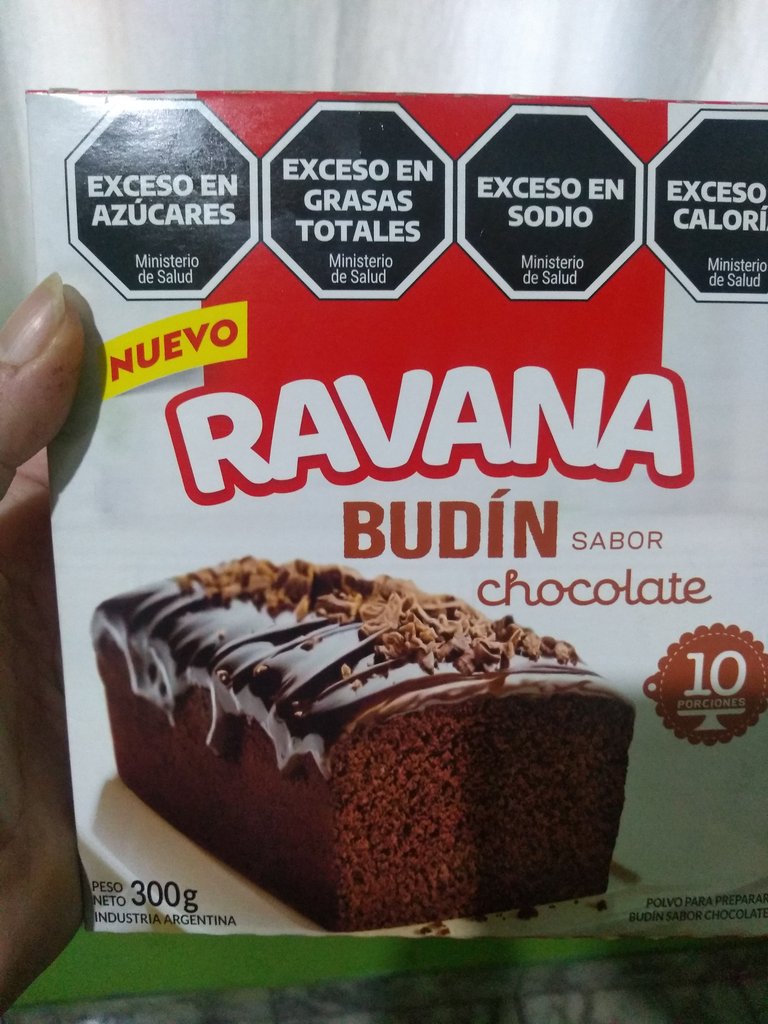 EXCESO EN
AZÚCARES
Ministerio
de Salud
EXCESO EN
GRASAS
TOTALES
Ministerio
de Salud
EXCESO EN
SODIO
Ministerio
de Salud
EXCESO
CALORÍ
Ministerio
de Salud
NUEVO
RAVANA
BUDÍN SABOR
chocolate
10
PORCIONES
PESO
NETO 300g
INDUSTRIA ARGENTINA
POLVO PARA PREPARAR
BUDÍN SABOR CHOCOLATE